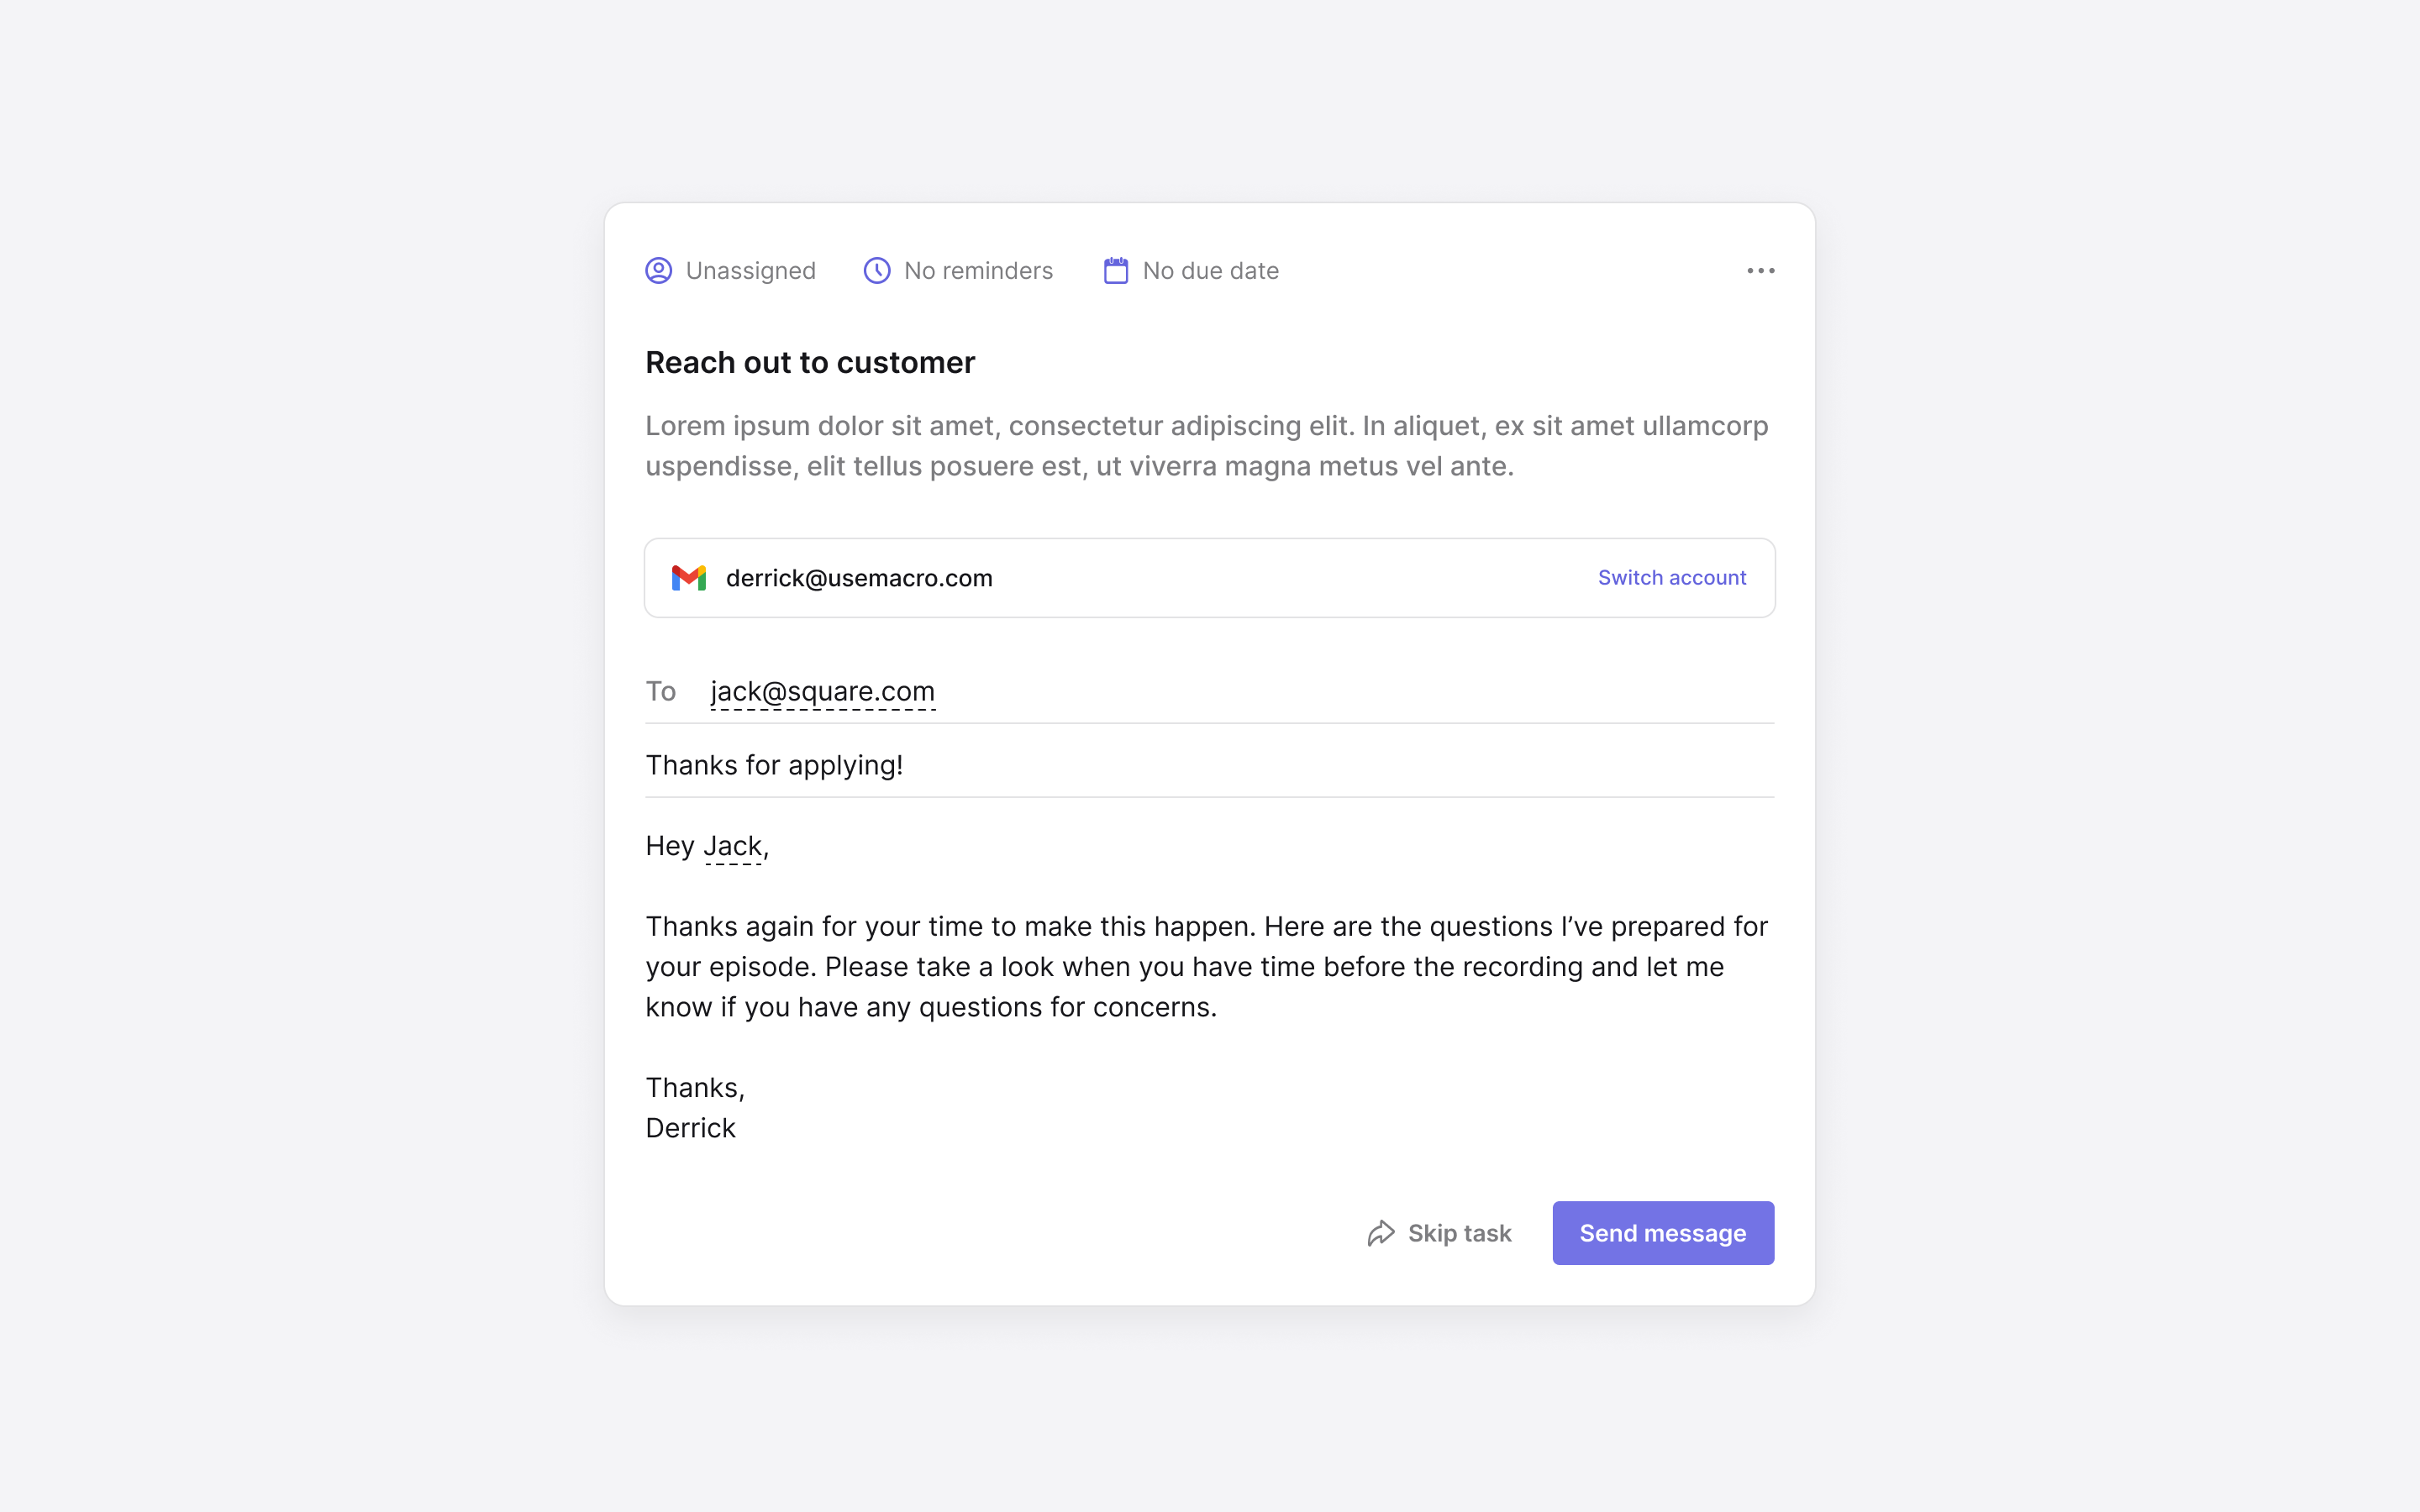 Unassigned No reminders No due date
Reach out to customer
Lorem ipsum dolor sit amet, consectetur adipiscing elit. In aliquet, ex sit amet ullamcorp
uspendisse, elit tellus posuere est, ut viverra magna metus vel ante.
derrick@usemacro.com Switch account
To jack@square.com
Thanks for applying!
Hey Jack,
Thanks again for your time to make this happen. Here are the questions I’ve prepared for
your episode. Please take a look when you have time before the recording and let me
know if you have any questions for concerns.
Thanks,
Derrick
Skip task Send message